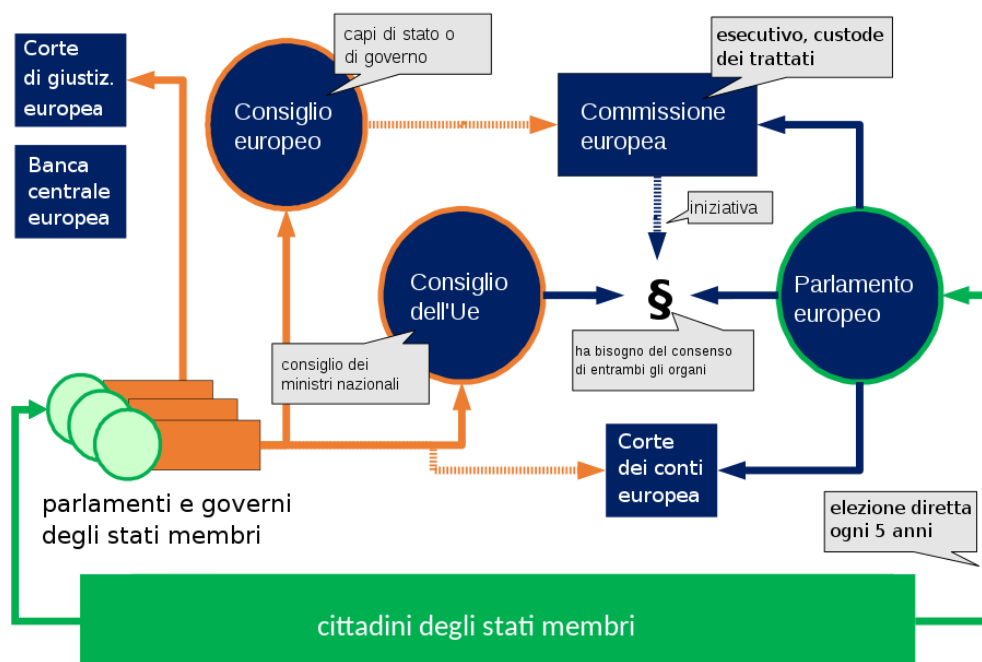 Corte
di giustiz.
europea
Banca
centrale
europea
capi di stato o
di governo
Consiglio
europeo
esecutivo, custode
dei trattati
Commissione
europea
iniziativa
Consiglio
dell'Ue
§
Parlamento
europeo
consiglio dei
ministri nazionali
ha bisogno del consenso
di entrambi gli organi
Corte
dei conti
europea
parlamenti e governi
degli stati membri
elezione diretta
ogni 5 anni
cittadini degli stati membri